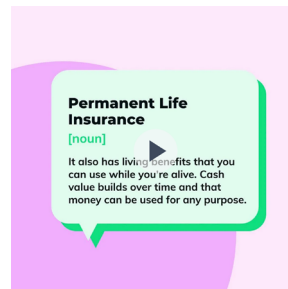 Permanent Life
Insurance
[noun]
It also has living benefits that you
can use while you're alive. Cash
value builds over time and that
money can be used for any purpose.